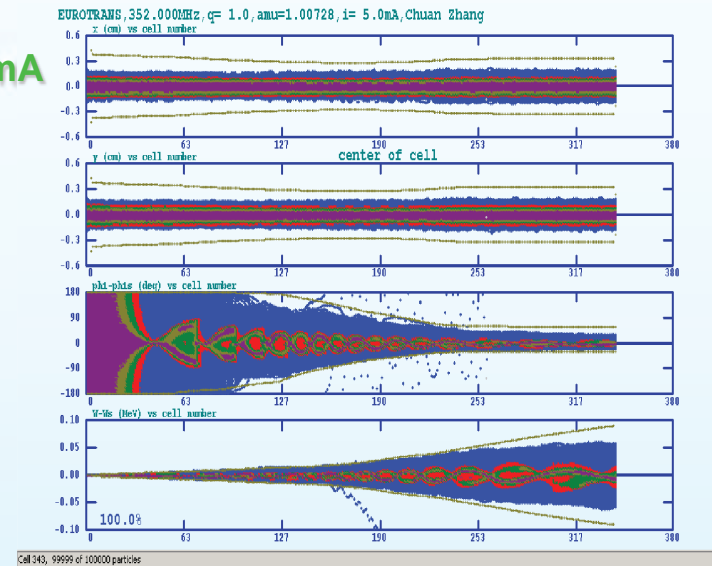 EUROTRANS,352.000MHz,q= 1.0,amu=1.00728,i= 5.0mA,Chuan Zhang
mA
x (cm) vs cell number
0.6
0.3
0.0
-0.3
-0.6
0 63 127 190 253 317 380
y (cm) vs cell number
center of cell
0.6
0.3
0.0
-0.3
-0.6
0 63 127 190 253 317 380
phi-phis (deg) vs cell number
180
90
0
-90
-180
0 63 127 190 253 317 380
W-Ws (MeV) vs cell number
0.10
0.05
0.00
-0.05
-0.10
100.0%
0 63 127 190 253 317 380
Cell 343, 99999 of 100000 particles